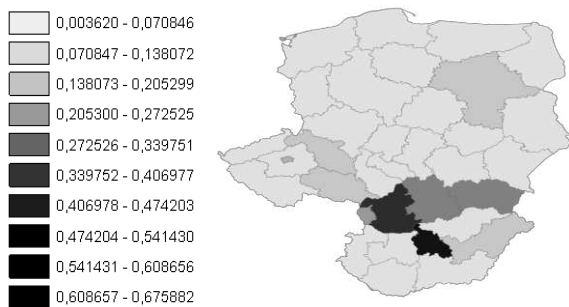 0,003620 - 0,070846
0,070847 - 0,138072
0,138073 - 0,205299
0,205300 - 0,272525
0,272526 - 0,339751
0,339752 - 0,406977
0,406978 - 0,474203
0,474204 - 0,541430
0,541431 - 0,608656
0,608657 - 0,675882